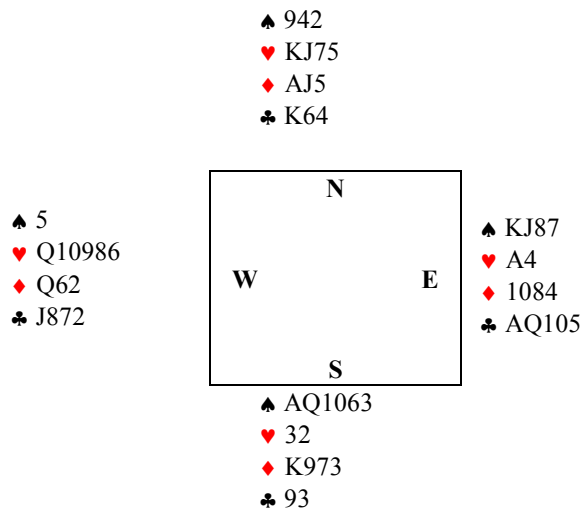 ♠ 942
♥ KJ75
♦ AJ5
♣ K64
N
♠ 5
♥ Q10986
♦ Q62
♣ J872
W
E
♠ KJ87
♥ A4
♦ 1084
♣ AQ105
S
♠ AQ1063
♥ 32
♦ K973
♣ 93